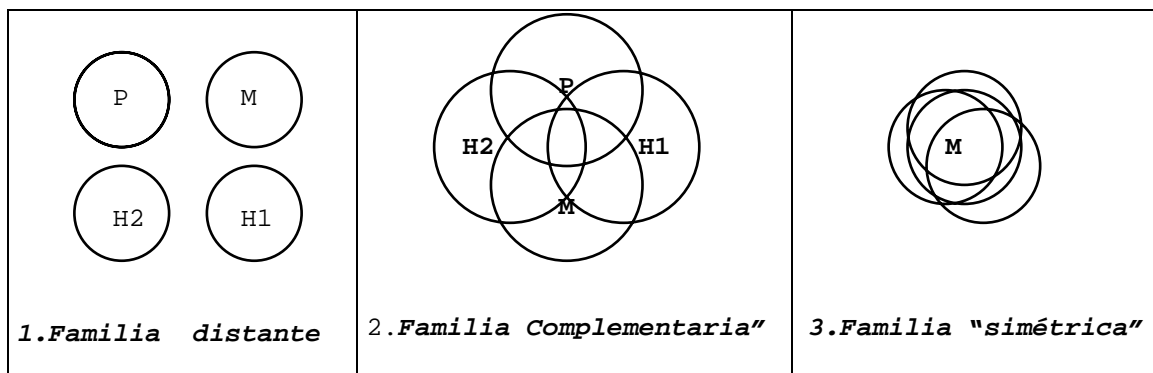 P
M
H2
H1
1.Familia distante
P
H2
H1
M
2.Familia Complementaria”
M
3.Familia “simétrica”